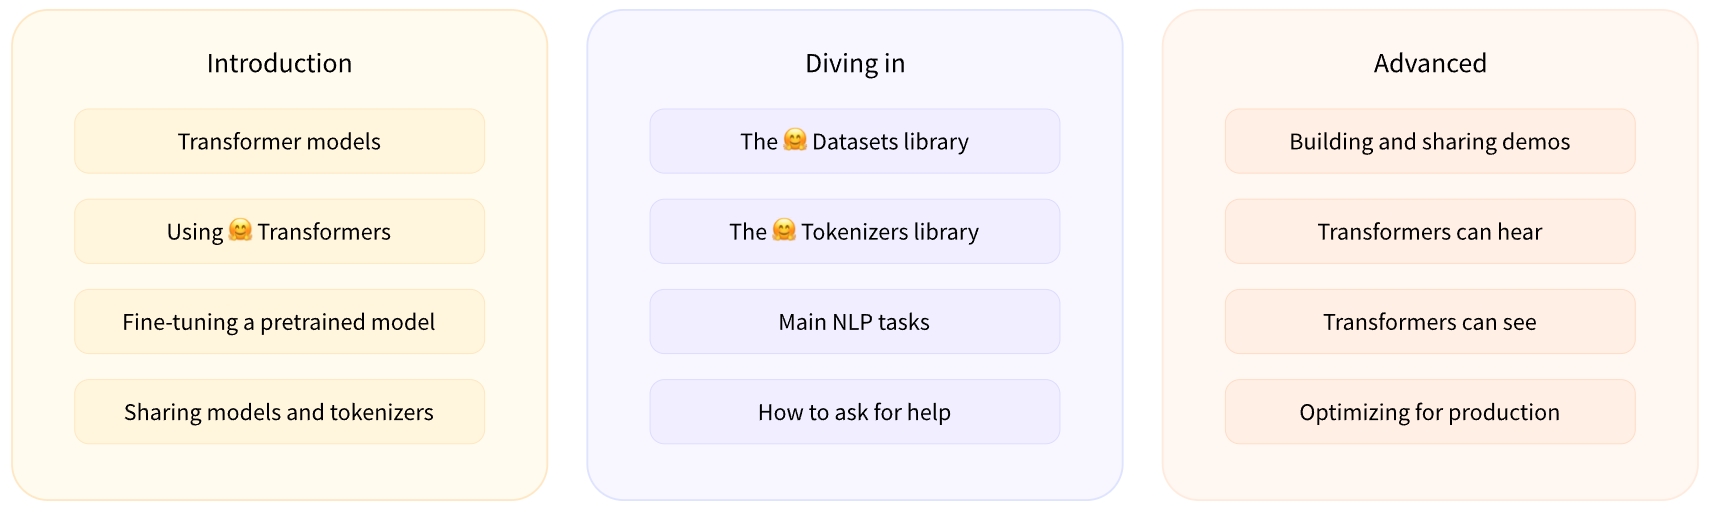 Introduction
Transformer models
Using 🤗 Transformers
Fine-tuning a pretrained model
Sharing models and tokenizers
Diving in
The 🤗 Datasets library
The 🤗 Tokenizers library
Main NLP tasks
How to ask for help
Advanced
Building and sharing demos
Transformers can hear
Transformers can see
Optimizing for production